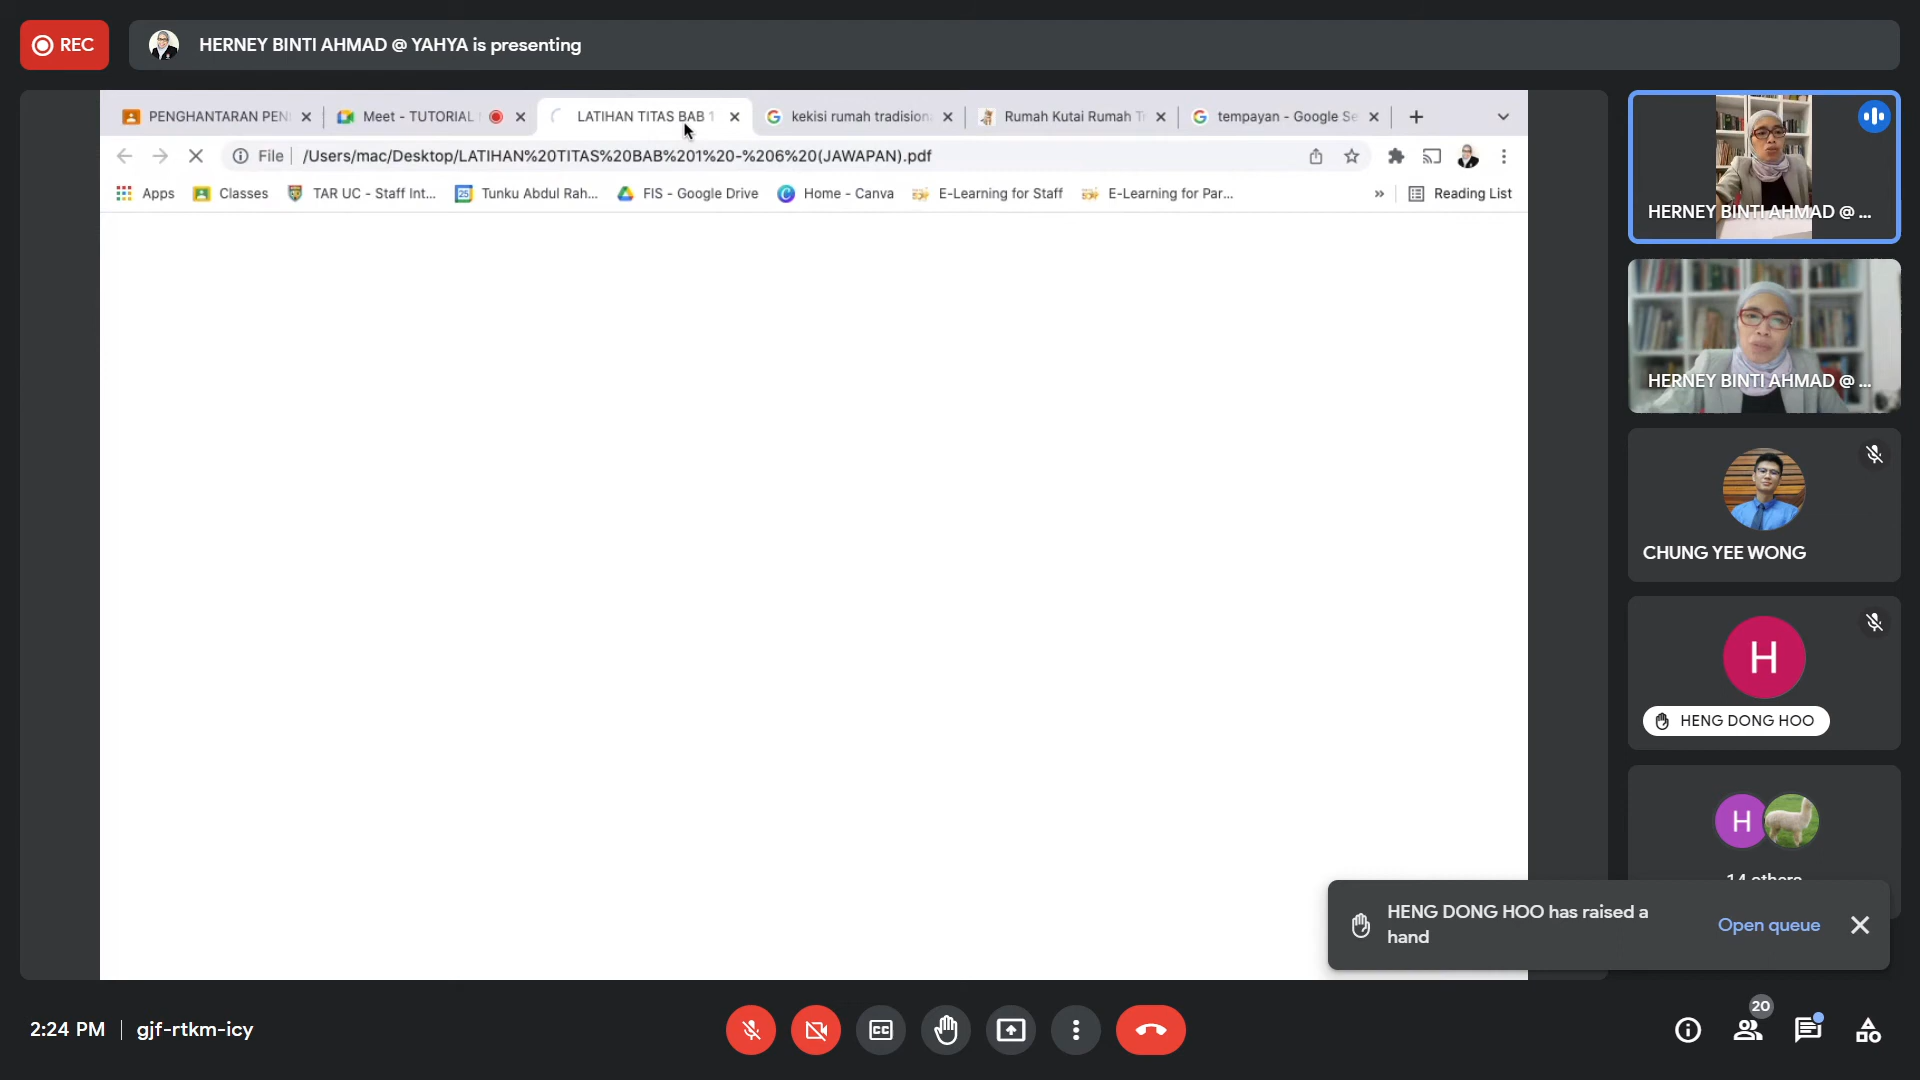 REC
HERNEY BINTI AHMAD @ YAHYA is presenting
PENGHANTARAN PEN
Meet - TUTORIAL
LATIHAN TITAS BAB 1
kekisi rumah tradision
Rumah Kutai Rumah T
tempayan - Google Se
File
/Users/mac/Desktop/LATIHAN%20TITAS%20BAB%201%20-%206%20(JAWAPAN).pdf
Apps
Classes
TAR UC - Staff Int...
25
Tunku Abdul Rah...
FIS - Google Drive
Home - Canva
E-Learning for Staff
E-Learning for Par...
»
Reading List
HERNEY BINTI AHMAD @ ...
HERNEY BINTI AHMAD @ ...
CHUNG YEE WONG
H
HENG DONG HOO
H
14 others
HENG DONG HOO has raised a
hand
Open queue
2:24 PM
gjf-rtkm-icy
CC
20